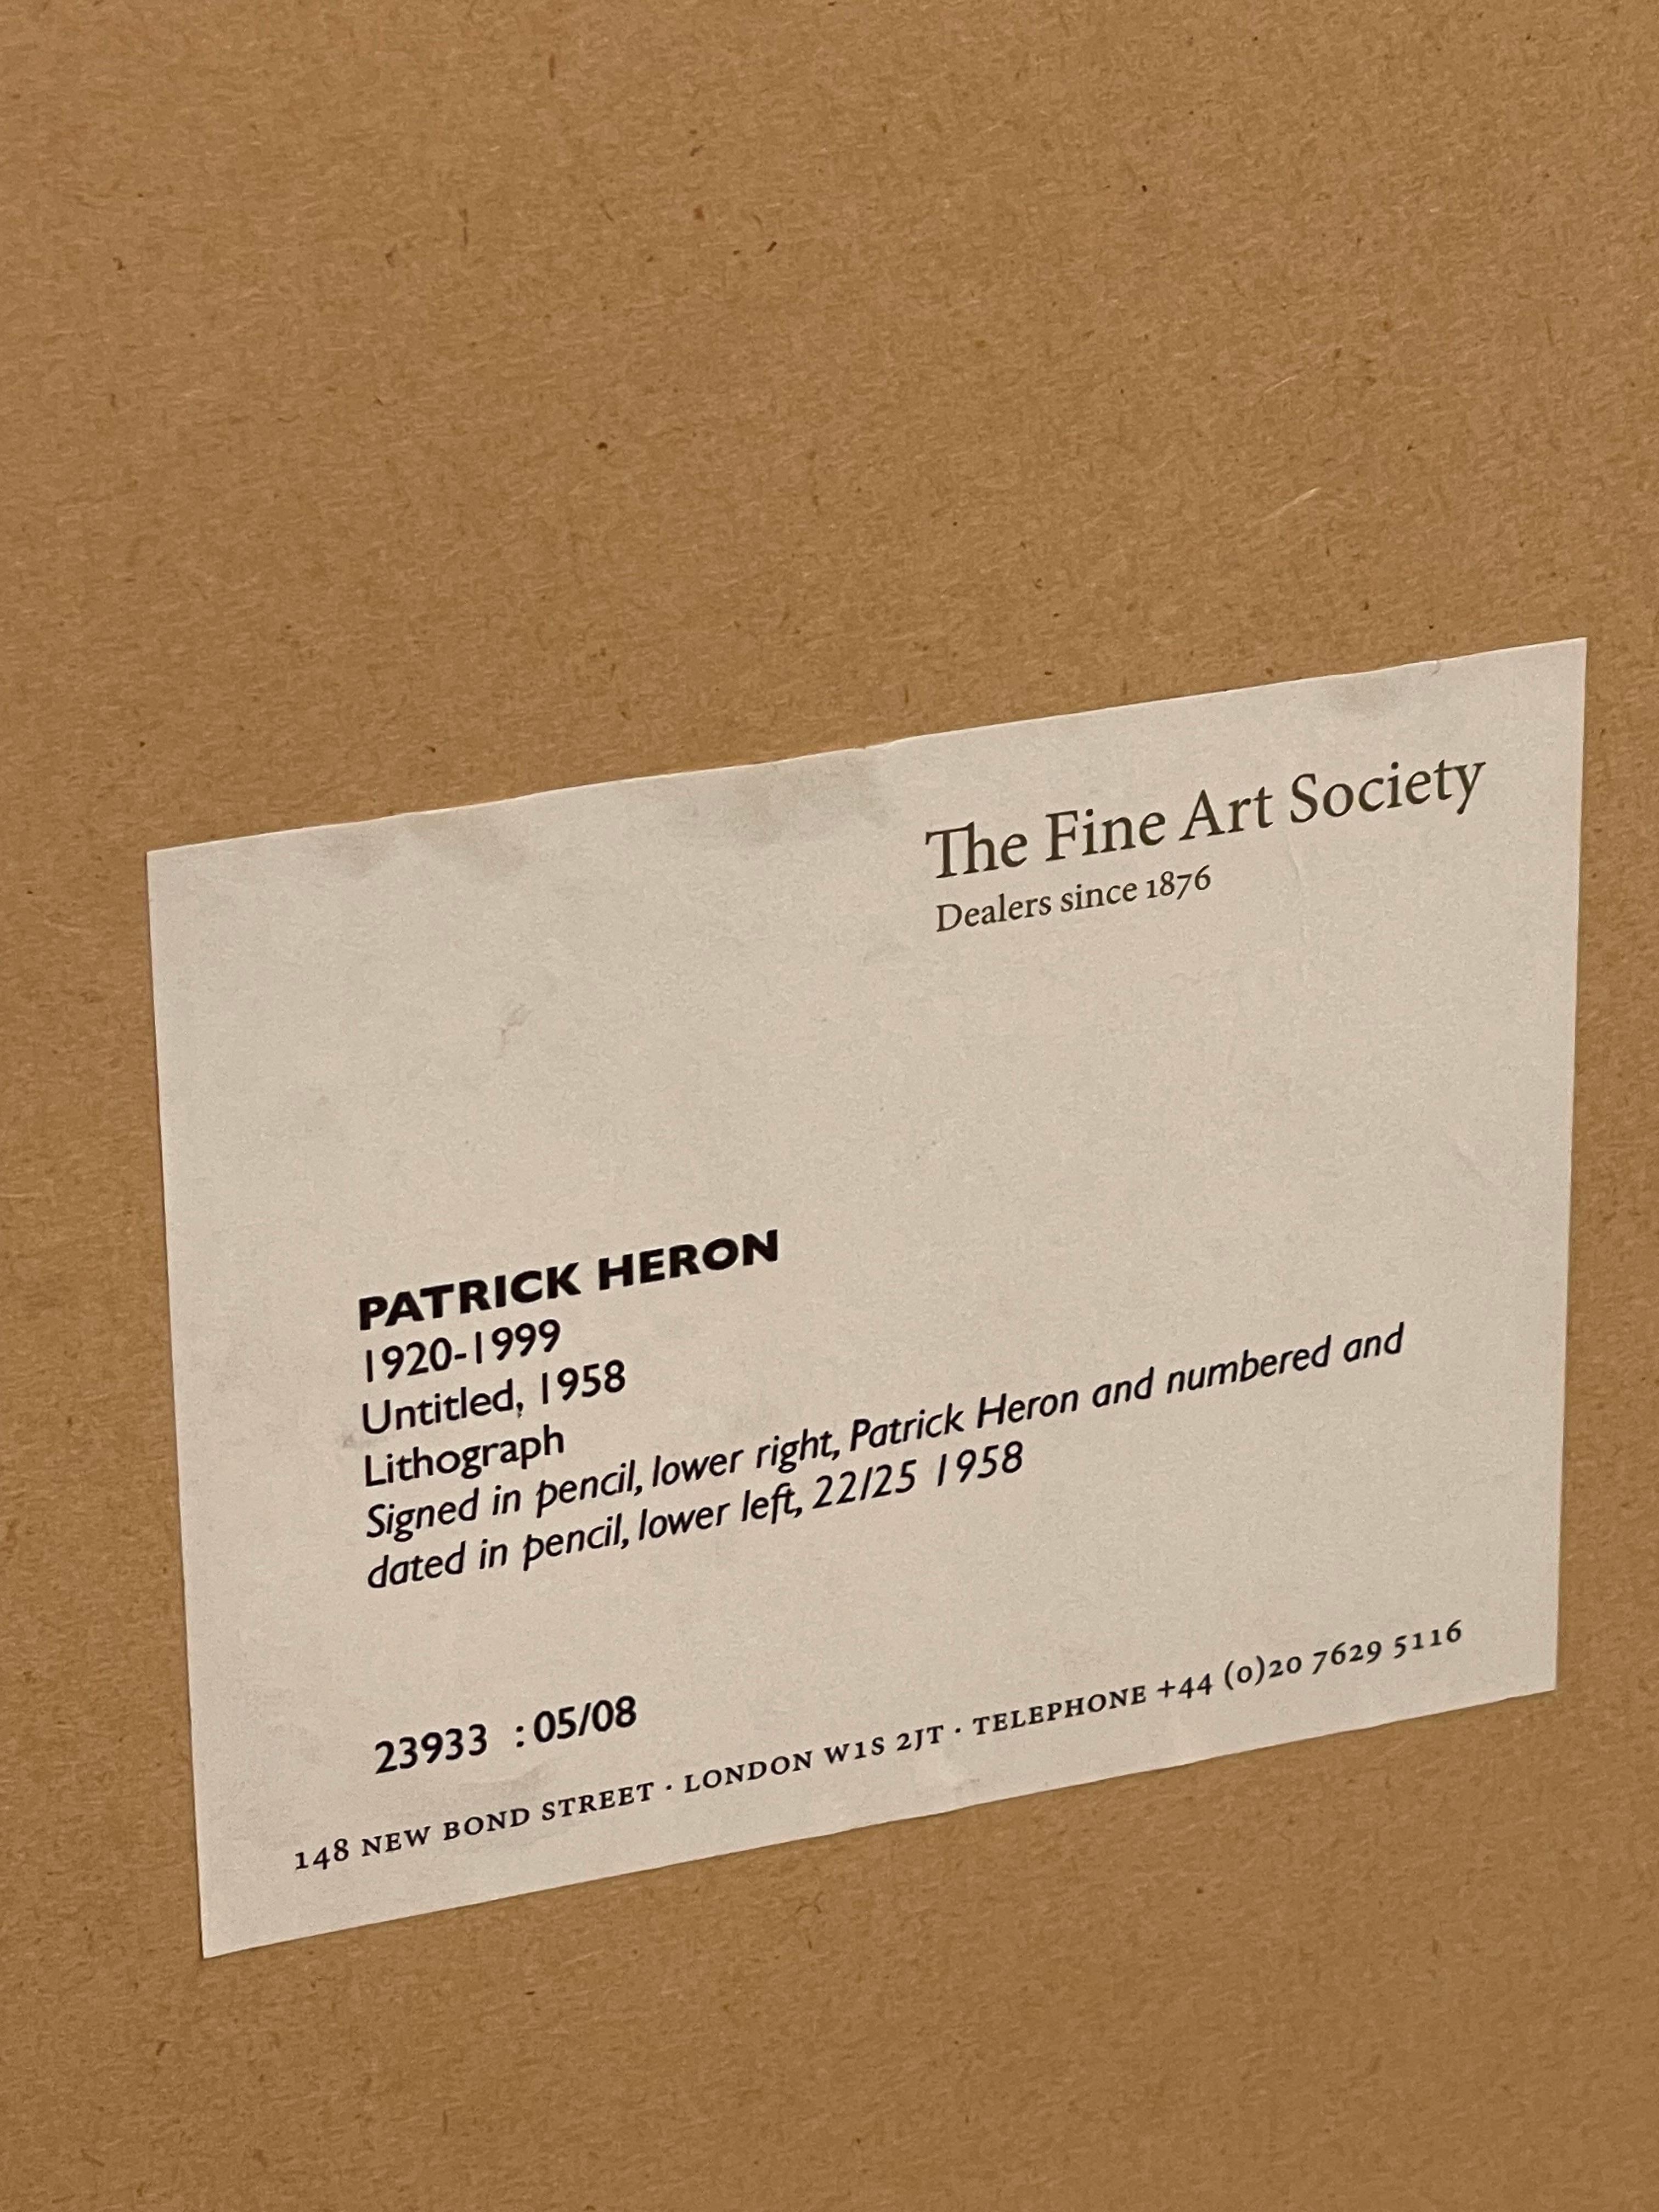 The Fine Art Society
Dealers since 1876
PATRICK HERON
1920-1999
Untitled, 1958
Lithograph
Signed in pencil, lower right, Patrick Heron and numbered and
dated in pencil, lower left, 22/25 1958
23933 : 05/08
148 NEW BOND STREET · LONDON W1S 2JT · TELEPHONE +44 (0)20 7629 5116